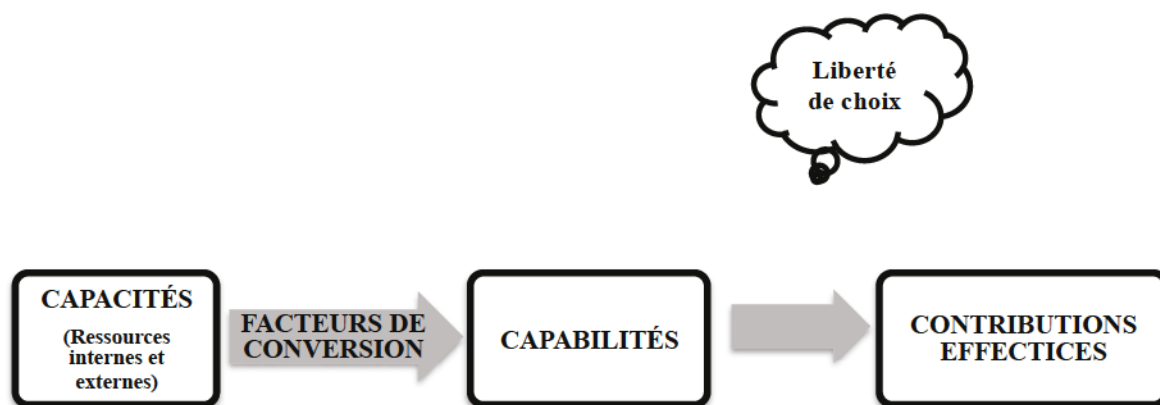 Liberté
de choix
CAPACITÉS
(Ressources
internes et
externes)
FACTEURS DE
CONVERSION
CAPABILITÉS
CONTRIBUTIONS
EFFECTICES